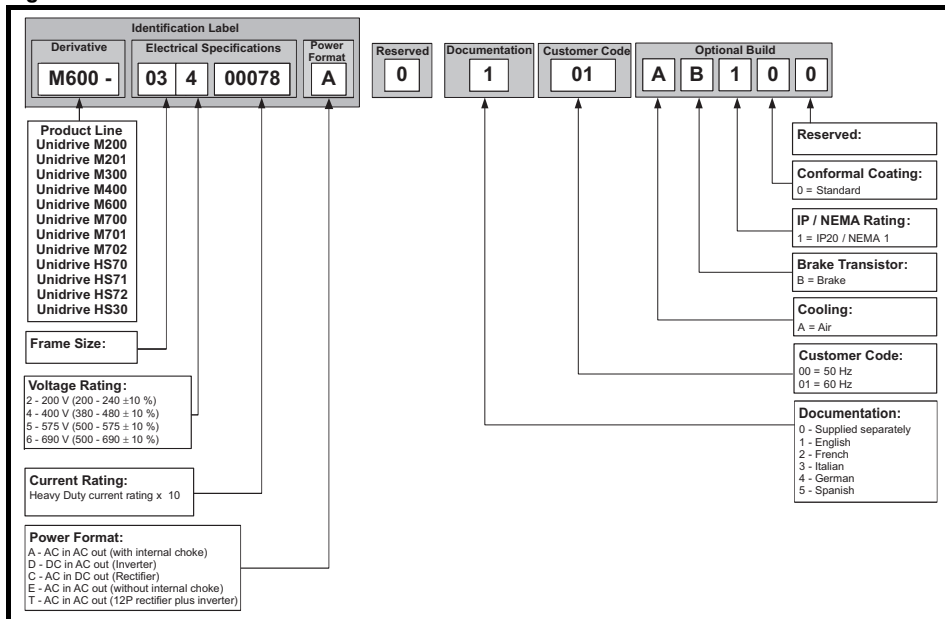 Identification Label
Derivative
Electrical Specifications
Power
Format
Reserved
Documentation
Customer Code
Optional Build
M600 -
03
4
00078
A
0
1
01
A
B
1
0
0
Product Line
Unidrive M200
Unidrive M201
Unidrive M300
Unidrive M400
Unidrive M600
Unidrive M700
Unidrive M701
Unidrive M702
Unidrive HS70
Unidrive HS71
Unidrive HS72
Unidrive HS30
Frame Size:
Voltage Rating:
2 - 200 V (200 - 240 ±10 %)
4 - 400 V (380 - 480 ± 10 %)
5 - 575 V (500 - 575 ± 10 %)
6 - 690 V (500 - 690 ± 10 %)
Current Rating:
Heavy Duty current rating x 10
Power Format:
A - AC in AC out (with internal choke)
D - DC in AC out (Inverter)
C - AC in DC out (Rectifier)
E - AC in AC out (without internal choke)
T - AC in AC out (12P rectifier plus inverter)
Reserved:
Conformal Coating:
0 = Standard
IP / NEMA Rating:
1 = IP20 / NEMA 1
Brake Transistor:
B = Brake
Cooling:
A = Air
Customer Code:
00 = 50 Hz
01 = 60 Hz
Documentation:
0 - Supplied separately
1 - English
2 - French
3 - Italian
4 - German
5 - Spanish